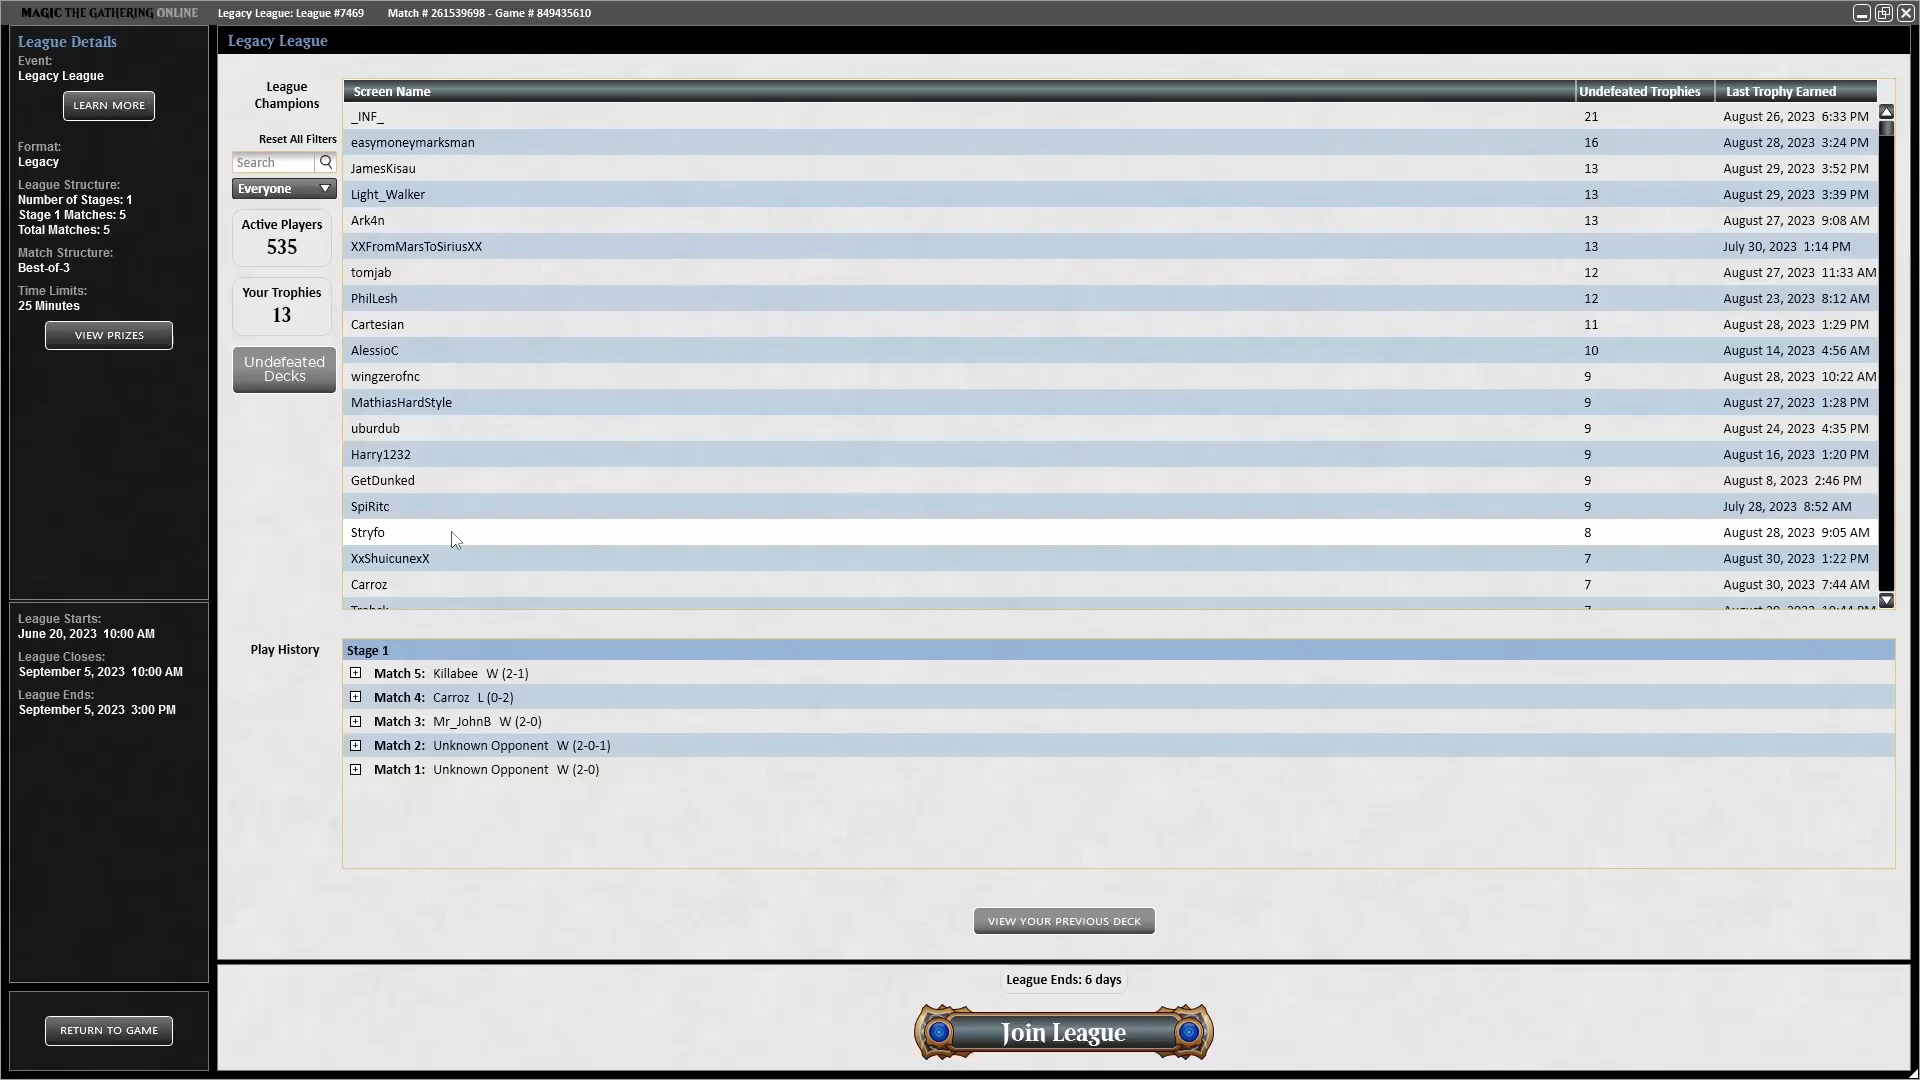 MAGIC THE GATHERING ONLINE Legacy League: League #7469 Match # 261539698 - Game # 849435610
League Details
Event:
Legacy League
LEARN MORE
Format:
Legacy
League Structure:
Number of Stages: 1
Stage 1 Matches: 5
Total Matches: 5
Match Structure:
Best-of-3
Time Limits:
25 Minutes
VIEW PRIZES
League Starts:
June 20, 2023 10:00 AM
League Closes:
September 5, 2023 10:00 AM
League Ends:
September 5, 2023 3:00 PM
RETURN TO GAME
Legacy League
League
Champions
Reset All Filters
Search
Everyone
Active Players
535
Your Trophies
13
Undefeated
Decks
Screen Name Undefeated Trophies Last Trophy Earned
_INF_ 21 August 26, 2023 6:33 PM
easymoneymarksman 16 August 28, 2023 3:24 PM
JamesKisau 13 August 29, 2023 3:52 PM
Light_Walker 13 August 29, 2023 3:39 PM
Ark4n 13 August 27, 2023 9:08 AM
XXFromMarsToSiriusXX 13 July 30, 2023 1:14 PM
tomjab 12 August 27, 2023 11:33 AM
PhilLesh 12 August 23, 2023 8:12 AM
Cartesian 11 August 28, 2023 1:29 PM
AlessioC 10 August 14, 2023 4:56 AM
wingzerofnc 9 August 28, 2023 10:22 AM
MathiasHardStyle 9 August 27, 2023 1:28 PM
uburdub 9 August 24, 2023 4:35 PM
Harry1232 9 August 16, 2023 1:20 PM
GetDunked 9 August 8, 2023 2:46 PM
SpiRitc 9 July 28, 2023 8:52 AM
Stryfo 8 August 28, 2023 9:05 AM
XxShuicunexX 7 August 30, 2023 1:22 PM
Carroz 7 August 30, 2023 7:44 AM
Play History
Stage 1
Match 5: Killabee W (2-1)
Match 4: Carroz L (0-2)
Match 3: Mr_JohnB W (2-0)
Match 2: Unknown Opponent W (2-0-1)
Match 1: Unknown Opponent W (2-0)
VIEW YOUR PREVIOUS DECK
League Ends: 6 days
Join League